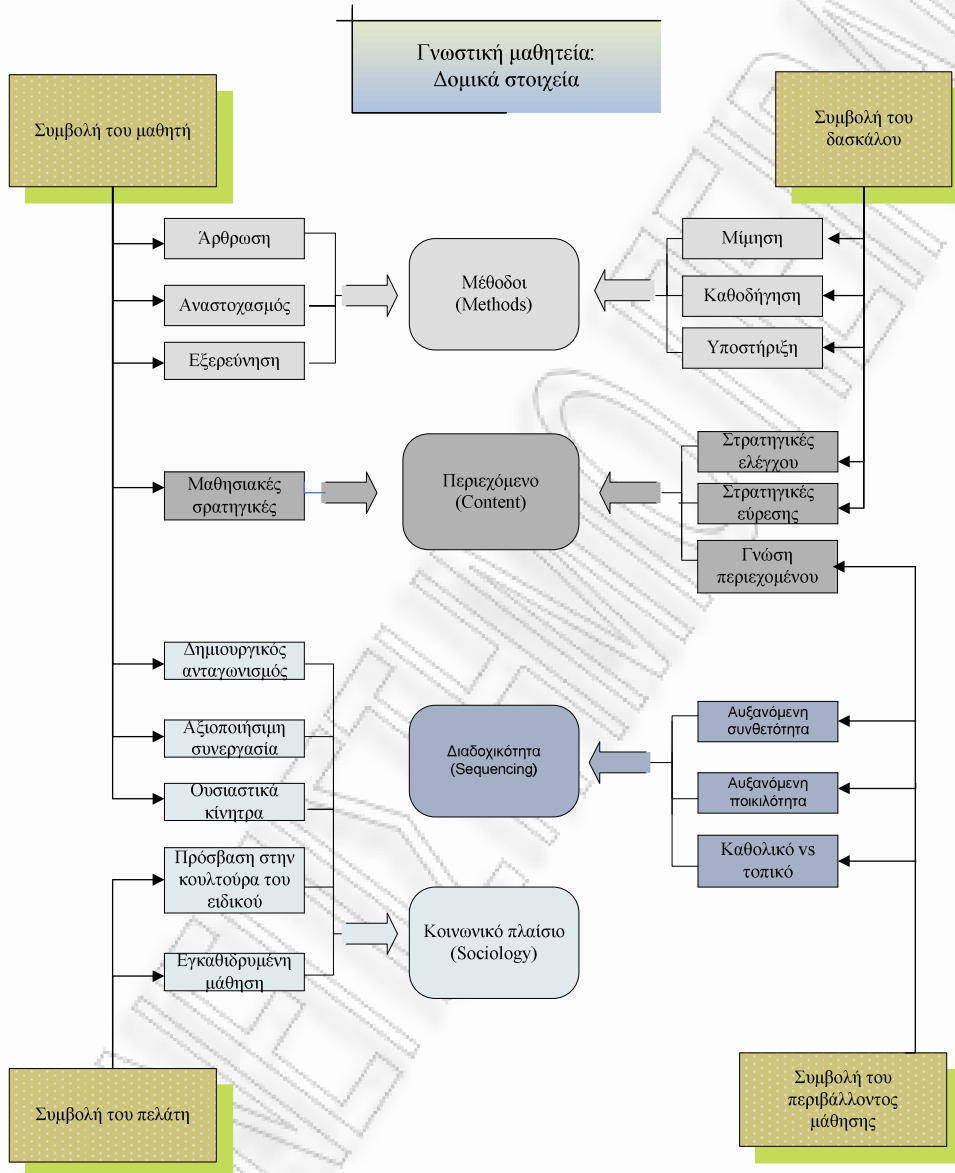 Γνωστική μαθητεία:
Δομικά στοιχεία
Συμβολή του μαθητή
Συμβολή του
δασκάλου
Άρθρωση
Αναστοχασμός
Εξερεύνηση
Μέθοδοι
(Methods)
Μίμηση
Καθοδήγηση
Υποστήριξη
Μαθησιακές
σρατηγικές
Περιεχόμενο
(Content)
Στρατηγικές
ελέγχου
Στρατηγικές
εύρεσης
Γνώση
περιεχομένου
Δημιουργικός
ανταγωνισμός
Αξιοποιήσιμη
συνεργασία
Ουσιαστικά
κίνητρα
Πρόσβαση στην
κουλτούρα του
ειδικού
Εγκαθιδρυμένη
μάθηση
Διαδοχικότητα
(Sequencing)
Αυξανόμενη
συνθετότητα
Αυξανόμενη
ποικιλότητα
Καθολικό vs
τοπικό
Κοινωνικό πλαίσιο
(Sociology)
Συμβολή του πελάτη
Συμβολή του
περιβάλλοντος
μάθησης